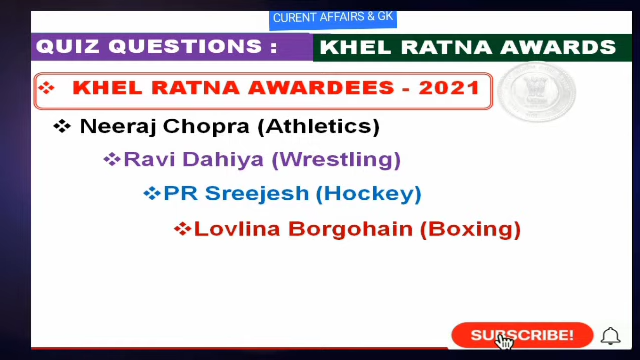 CURENT AFFAIRS & GK
QUIZ QUESTIONS : KHEL RATNA AWARDS
❖ KHEL RATNA AWARDEES - 2021
❖ Neeraj Chopra (Athletics)
❖Ravi Dahiya (Wrestling)
❖PR Sreejesh (Hockey)
❖Lovlina Borgohain (Boxing)
SUBSCRIBE!